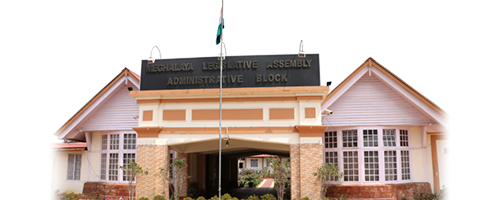 MEGHALAYA LEGISLATIVE ASSEMBLY
ADMINISTRATIVE BLOCK